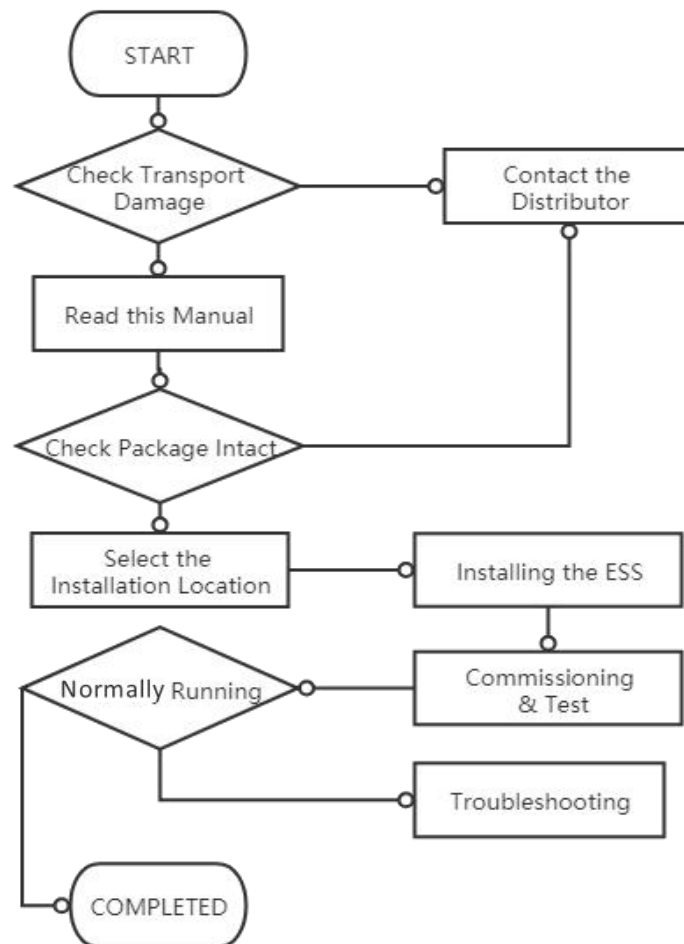 START
Check Transport
Damage
Contact the
Distributor
Read this Manual
Check Package Intact
Select the
Installation Location
Installing the ESS
Normally Running
Commissioning
& Test
Troubleshooting
COMPLETED